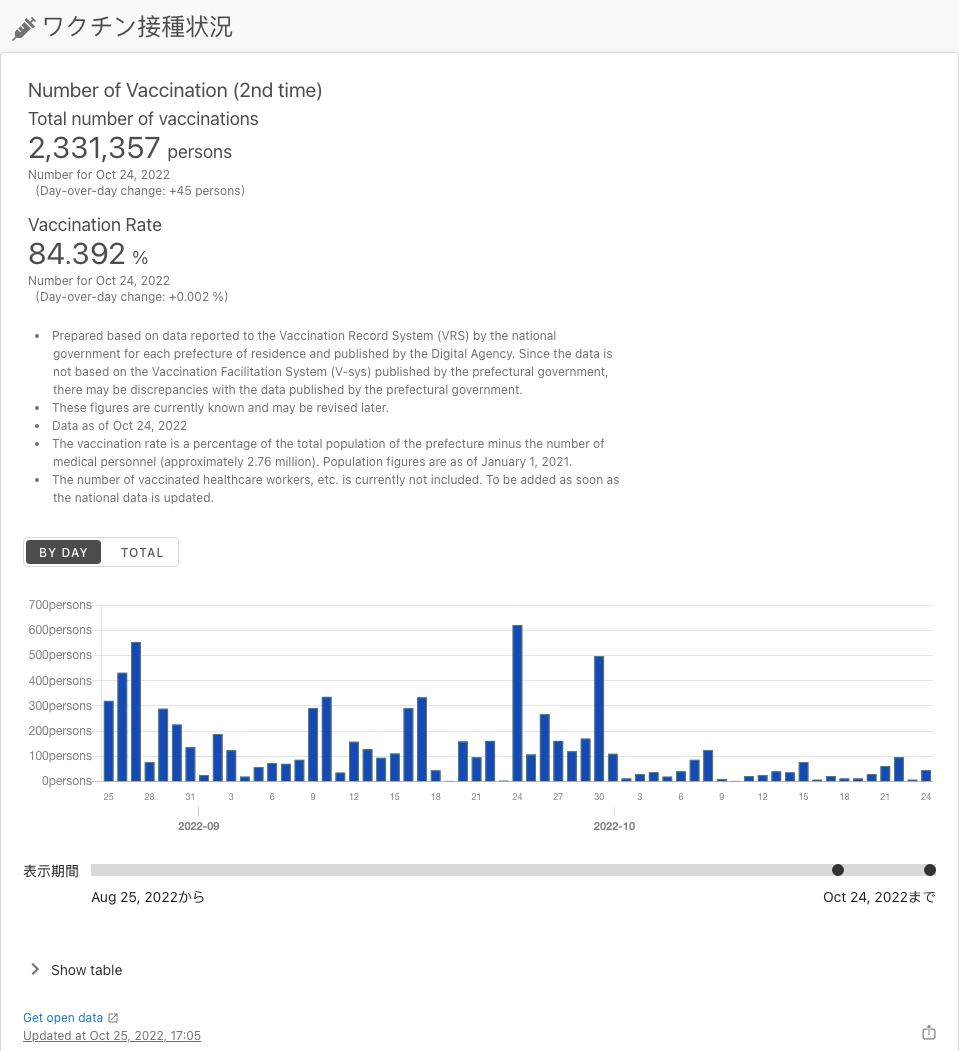 ワクチン接種状況
Number of Vaccination (2nd time)
Total number of vaccinations
2,331,357 persons
Number for Oct 24, 2022
(Day-over-day change: +45 persons)
Vaccination Rate
84.392 %
Number for Oct 24, 2022
(Day-over-day change: +0.002 %)
• Prepared based on data reported to the Vaccination Record System (VRS) by the national
government for each prefecture of residence and published by the Digital Agency. Since the data is
not based on the Vaccination Facilitation System (V-sys) published by the prefectural government,
there may be discrepancies with the data published by the prefectural government.
• These figures are currently known and may be revised later.
• Data as of Oct 24, 2022
• The vaccination rate is a percentage of the total population of the prefecture minus the number of
medical personnel (approximately 2.76 million). Population figures are as of January 1, 2021.
• The number of vaccinated healthcare workers, etc. is currently not included. To be added as soon as
the national data is updated.
BY DAY TOTAL
700persons
600persons
500persons
400persons
300persons
200persons
100persons
0persons
25 28 31 3 6 9 12 15 18 21 24 27 30 3 6 9 12 15 18 21 24
2022-09 2022-10
表示期間
Aug 25, 2022から Oct 24, 2022まで
Show table
Get open data
Updated at Oct 25, 2022, 17:05